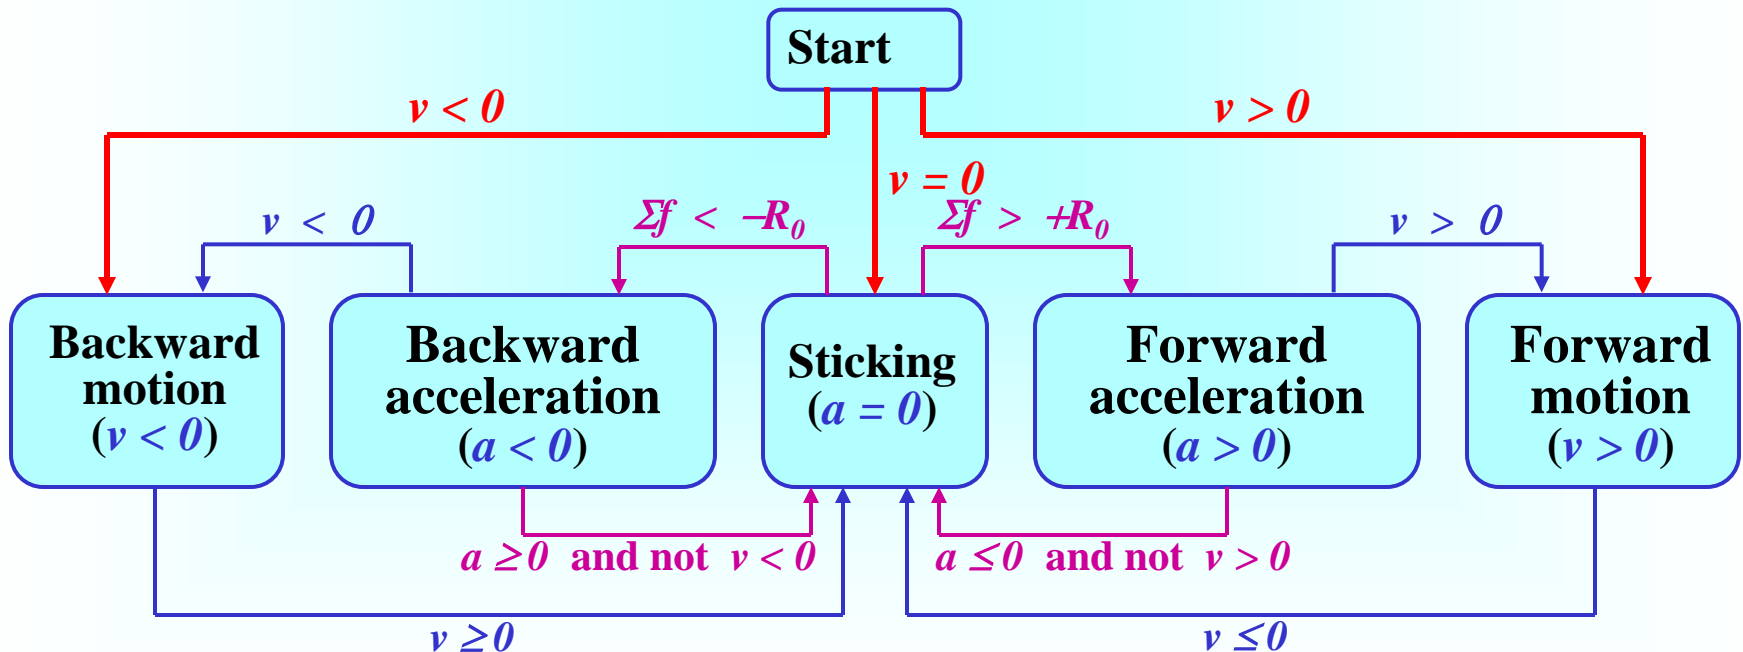 Start
v < 0
v > 0
v = 0
v < 0
Σf < −R₀
Σf > +R₀
v > 0
Backward
motion
(v < 0)
Backward
acceleration
(a < 0)
Sticking
(a = 0)
Forward
acceleration
(a > 0)
Forward
motion
(v > 0)
a ≥ 0 and not v < 0
a ≤ 0 and not v > 0
v ≥ 0
v ≤ 0